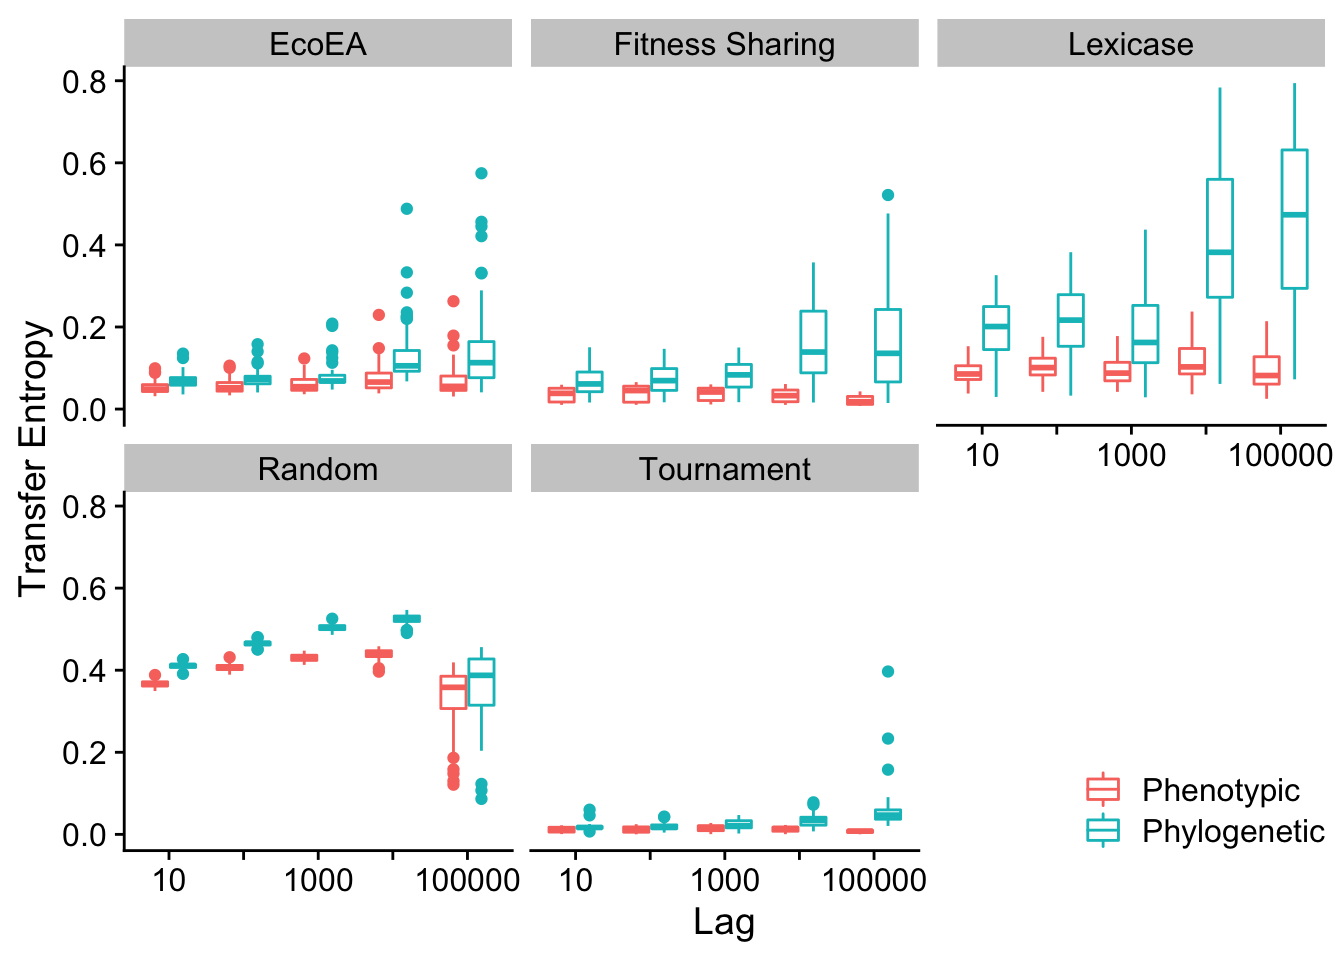 EcoEA
Fitness Sharing
Lexicase
0.8
0.6
0.4
0.2
0.0
10 1000 100000
Transfer Entropy
Random
Tournament
0.8
0.6
0.4
0.2
0.0
10 1000 100000
10 1000 100000
Lag
Phenotypic
Phylogenetic